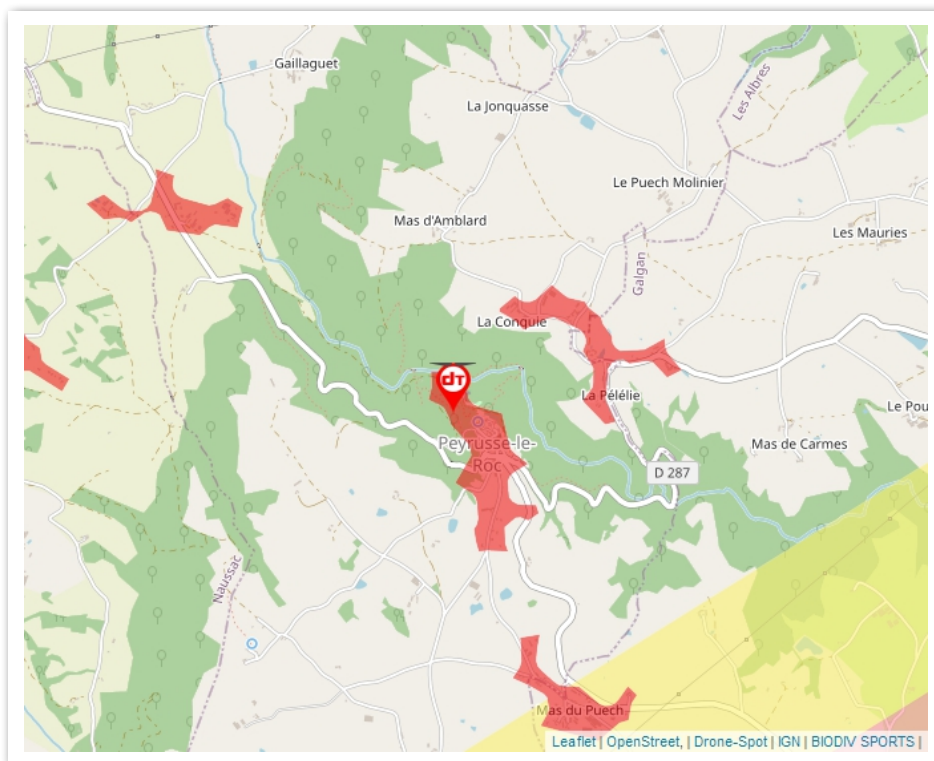 Gaillaguet
La Jonquasse
Les Albres
Le Puech Molinier
Mas d'Amblard
Les Mauries
Galgan
La Conquie
dT
La Pélélie
Le Pou
Peyrusse-le-
Roc
Mas de Carmes
D 287
Naussac
Mas du Puech
Leaflet | OpenStreet, | Drone-Spot | IGN | BIODIV SPORTS |